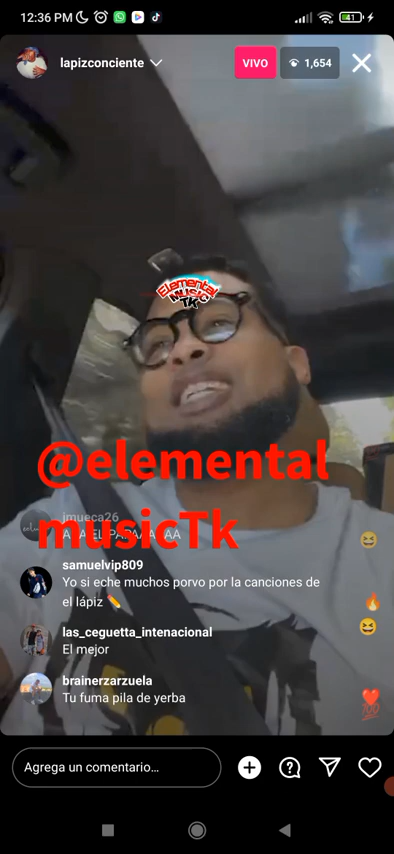 12:36 PM
41
lapizconciente
VIVO
1,654
Elemental
MUSIC
TK
@elemental
musicTk
jmueca26
samuelvip809
Yo si eche muchos porvo por la canciones de
el lápiz ✏️
las_ceguetta_intenacional
El mejor
brainerzarzuela
Tu fuma pila de yerba
💯
Agrega un comentario...